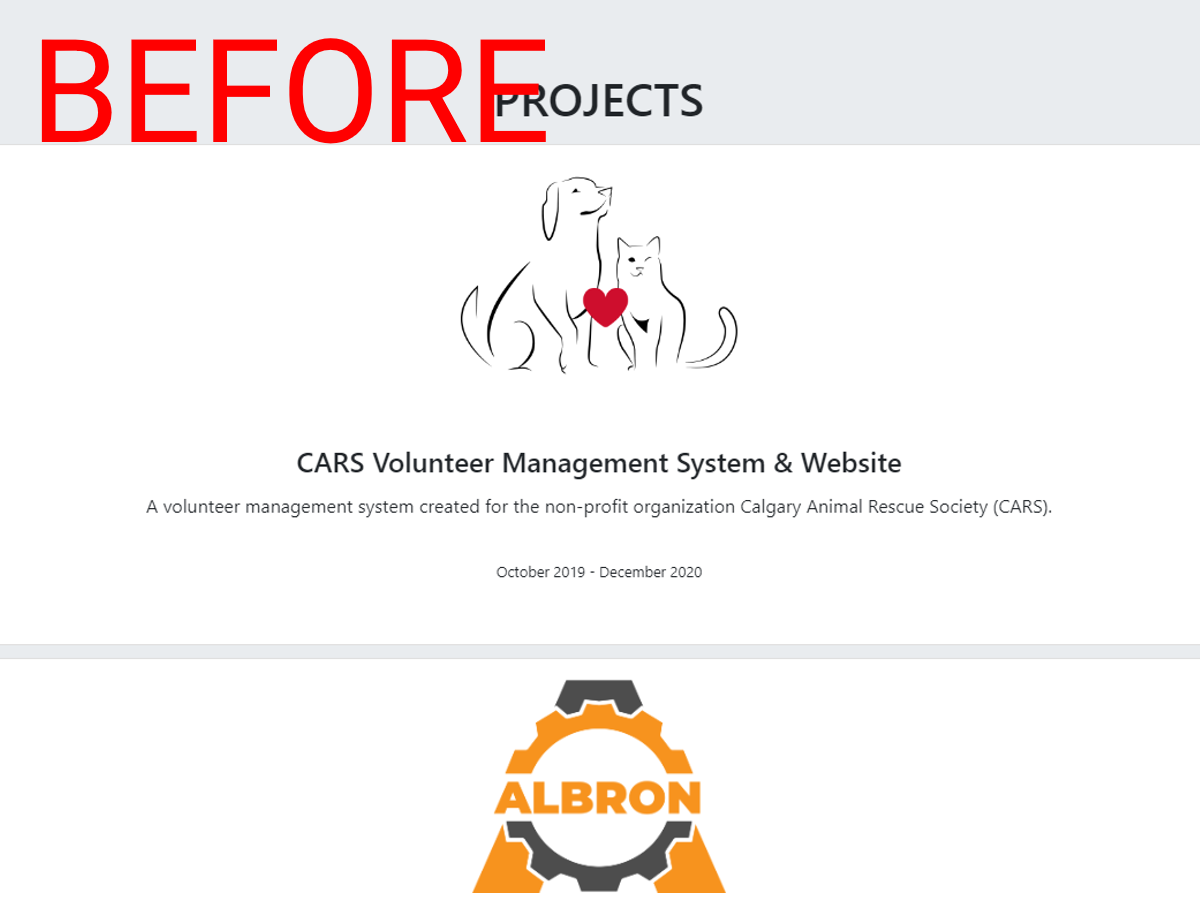 BEFORE
PROJECTS
CARS Volunteer Management System & Website
A volunteer management system created for the non-profit organization Calgary Animal Rescue Society (CARS).
October 2019 - December 2020
ALBRON